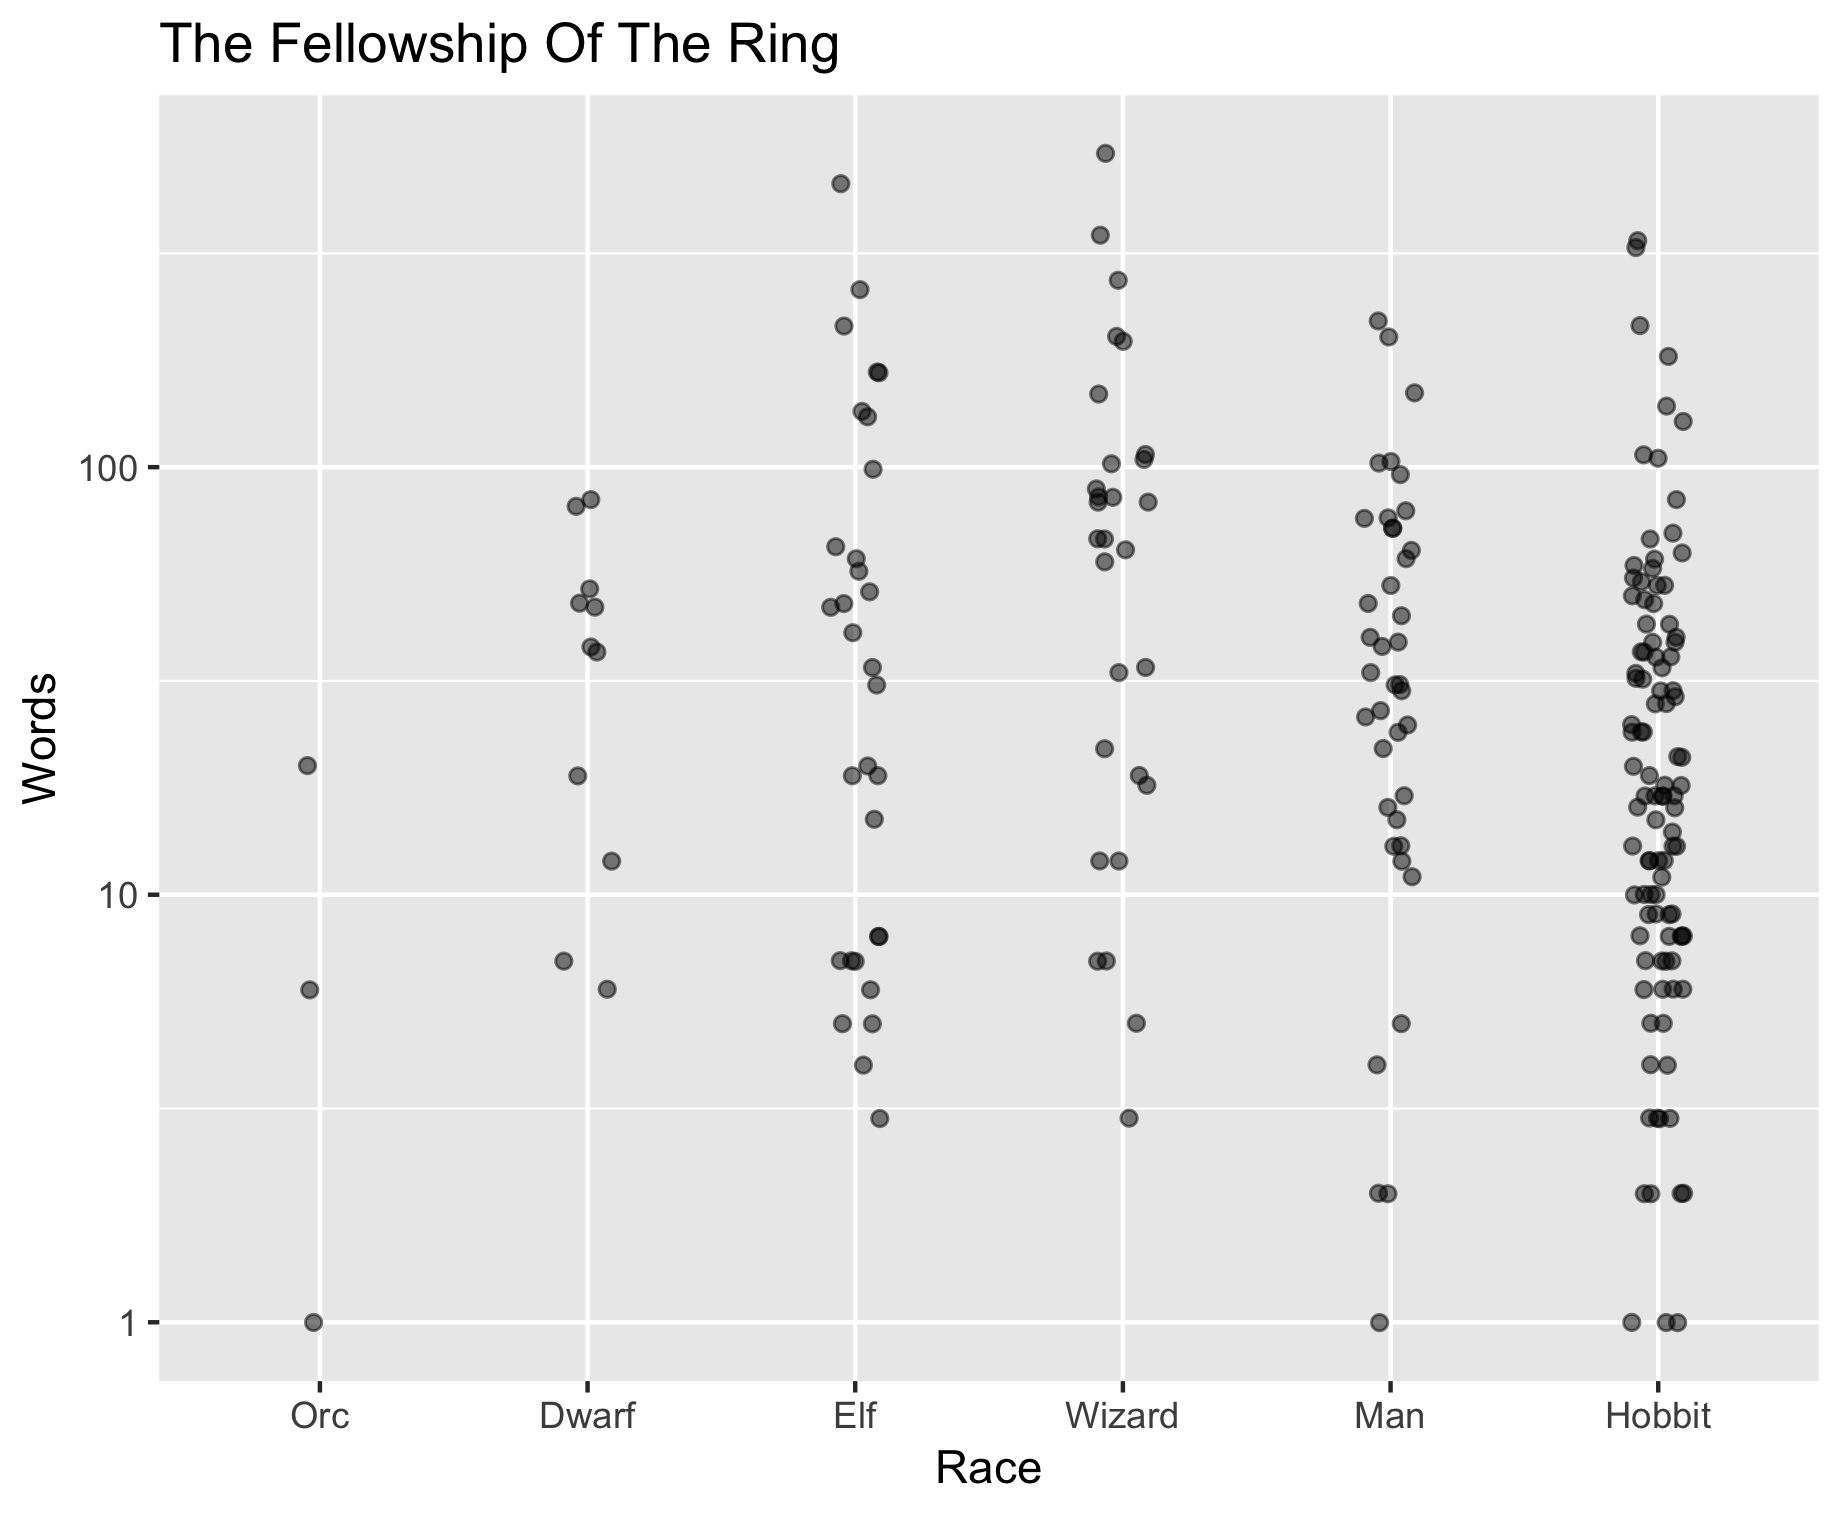 The Fellowship Of The Ring
Words
100
10
1
Orc Dwarf Elf Wizard Man Hobbit
Race